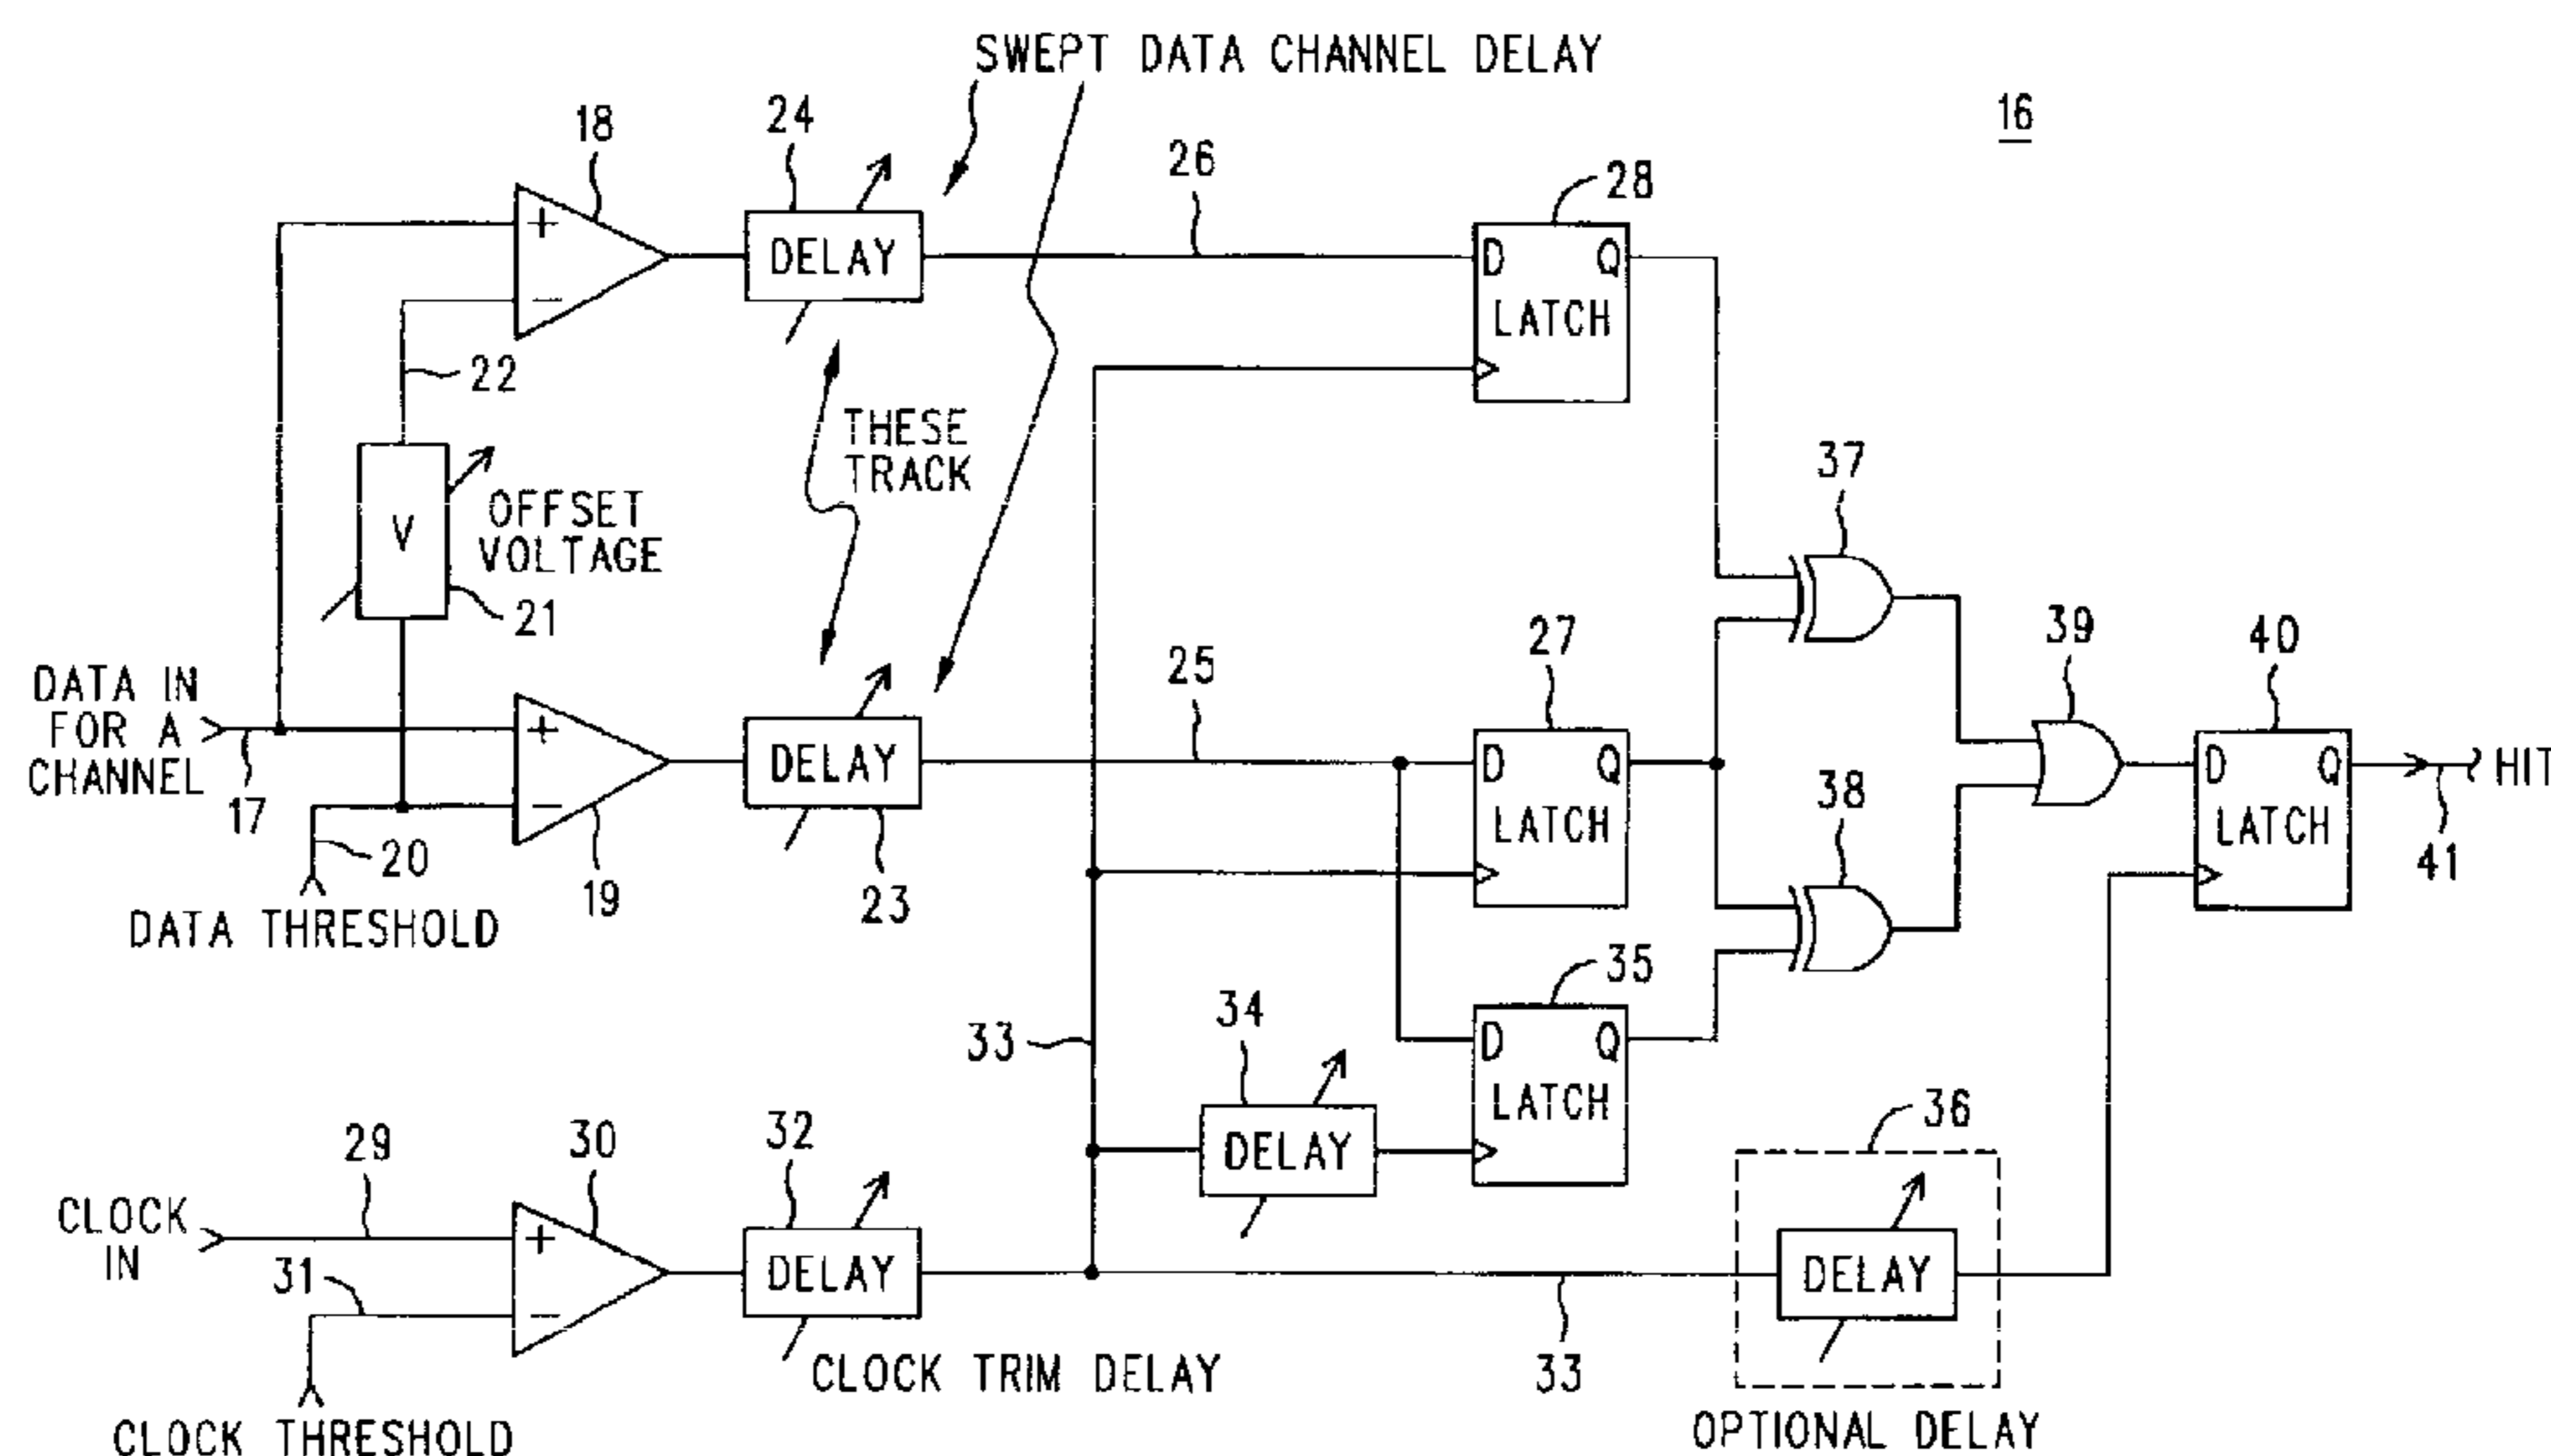 SWEPT DATA CHANNEL DELAY
16
18
24
26
28
+
−
DELAY
D Q
LATCH
22
THESE
TRACK
V
OFFSET
VOLTAGE
21
37
DATA IN
FOR A
CHANNEL
17
+
−
19
20
DATA THRESHOLD
DELAY
23
25
27
D Q
LATCH
38
39
40
D Q
LATCH
HIT
41
35
D Q
LATCH
33
34
DELAY
36
DELAY
OPTIONAL DELAY
33
CLOCK
IN
29
30
+
−
31
32
DELAY
CLOCK TRIM DELAY
CLOCK THRESHOLD